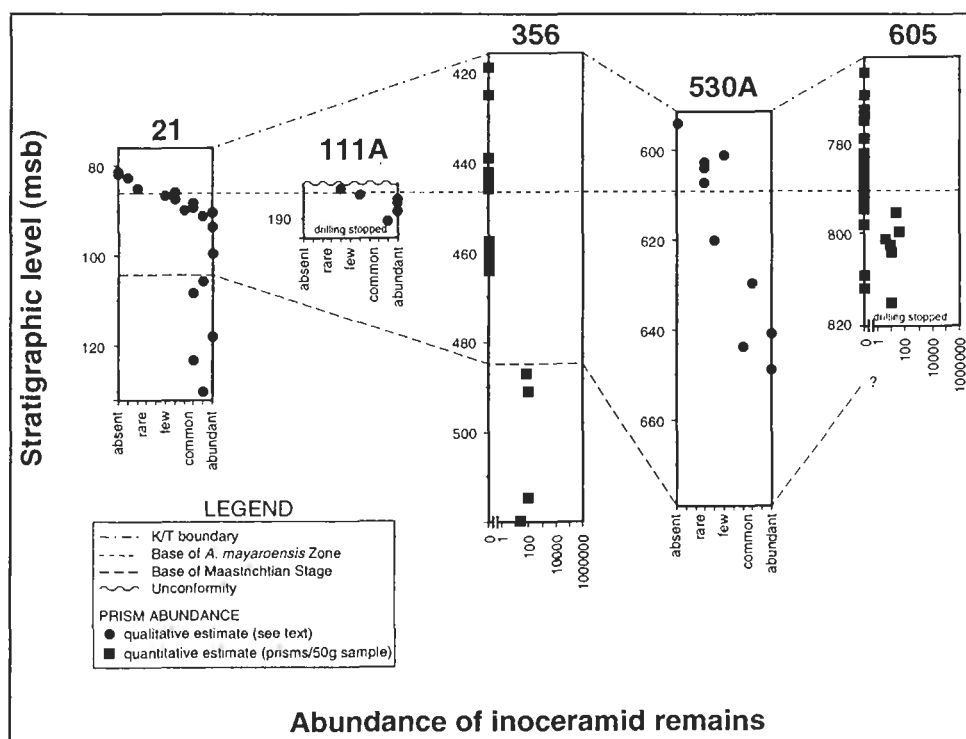 Stratigraphic level (msb)
21
80
100
120
absent
rare
few
common
abundant
111A
190
drilling stopped
absent
rare
few
common
abundant
356
420
440
460
480
500
0
1
100
10000
1000000
530A
600
620
640
660
absent
rare
few
common
abundant
605
780
800
820
drilling stopped
0
1
100
10000
1000000
?
LEGEND
K/T boundary
Base of A. mayaroensis Zone
Base of Maastrichtian Stage
Unconformity
PRISM ABUNDANCE
qualitative estimate (see text)
quantitative estimate (prisms/50g sample)
Abundance of inoceramid remains